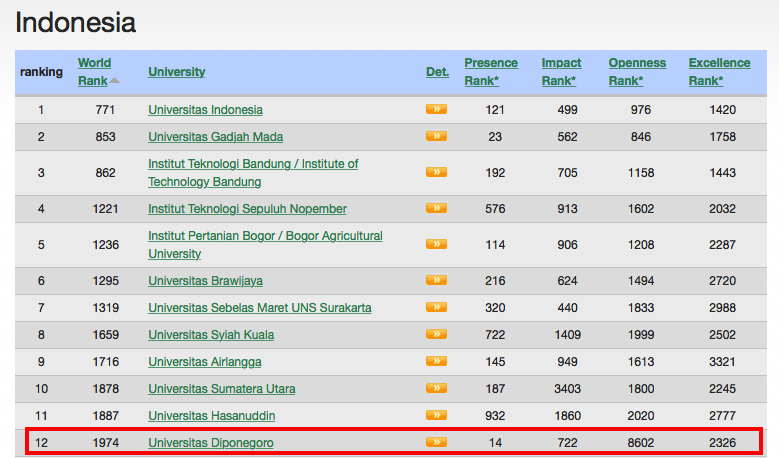 Indonesia
ranking World Rank University Det. Presence Rank* Impact Rank* Openness Rank* Excellence Rank*
1 771 Universitas Indonesia 121 499 976 1420
2 853 Universitas Gadjah Mada 23 562 846 1758
3 862 Institut Teknologi Bandung / Institute of Technology Bandung 192 705 1158 1443
4 1221 Institut Teknologi Sepuluh Nopember 576 913 1602 2032
5 1236 Institut Pertanian Bogor / Bogor Agricultural University 114 906 1208 2287
6 1295 Universitas Brawijaya 216 624 1494 2720
7 1319 Universitas Sebelas Maret UNS Surakarta 320 440 1833 2988
8 1659 Universitas Syiah Kuala 722 1409 1999 2502
9 1716 Universitas Airlangga 145 949 1613 3321
10 1878 Universitas Sumatera Utara 187 3403 1800 2245
11 1887 Universitas Hasanuddin 932 1860 2020 2777
12 1974 Universitas Diponegoro 14 722 8602 2326